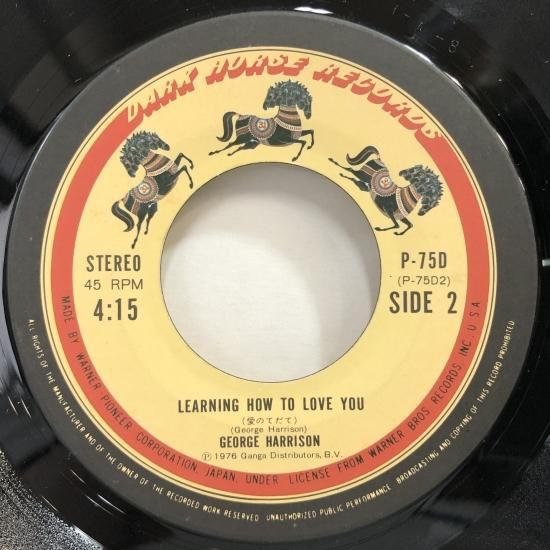 DARK HORSE RECORDS
STEREO
45 RPM
4:15
P-75D
(P-75D2)
SIDE 2
LEARNING HOW TO LOVE YOU
(愛のてだて)
(George Harrison)
GEORGE HARRISON
Ⓟ 1976 Ganga Distributors, B.V.
MADE BY WARNER PIONEER CORPORATION, JAPAN UNDER LICENSE FROM WARNER BROS RECORDS, INC. U.S.A.
ALL RIGHTS OF THE MANUFACTURER AND OF THE OWNER OF THE RECORDED WORK RESERVED UNAUTHORIZED PUBLIC PERFORMANCE BROADCASTING AND COPYING OF THIS RECORD PROHIBITED